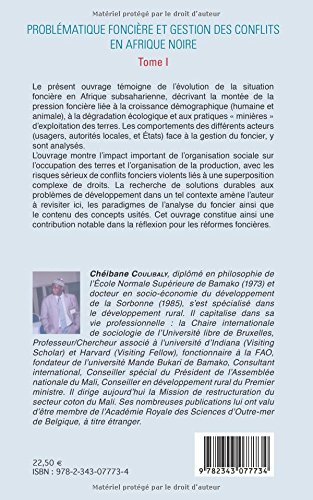 Matériel protégé par le droit d'auteur
PROBLÉMATIQUE FONCIÈRE ET GESTION DES CONFLITS
EN AFRIQUE NOIRE
Tome I
Le présent ouvrage témoigne de l'évolution de la situation
foncière en Afrique subsaharienne, décrivant la montée de la
pression foncière liée à la croissance démographique (humaine et
animale), à la dégradation écologique et aux pratiques « minières »
d'exploitation des terres. Les comportements des différents acteurs
(usagers, autorités locales, et États) face à la gestion du foncier, y
sont analysés.
L'ouvrage montre l'impact important de l'organisation sociale sur
l'occupation des terres et l'organisation de la production, avec les
risques sérieux de conflits fonciers violents liés à une superposition
complexe de droits. La recherche de solutions durables aux
problèmes de développement dans un tel contexte amène l'auteur
à revisiter ici, les paradigmes de l'analyse du foncier ainsi que
le contenu des concepts usités. Cet ouvrage constitue ainsi une
contribution notable dans la réflexion pour les réformes foncières.
Chéibane COULIBALY, diplômé en philosophie de
l'École Normale Supérieure de Bamako (1973) et
docteur en socio-économie du développement
de la Sorbonne (1985), s'est spécialisé dans
le développement rural. Il capitalise dans sa
vie professionnelle : la Chaire internationale
de sociologie de l'Université libre de Bruxelles,
Professeur/Chercheur associé à l'université d'Indiana (Visiting
Scholar) et Harvard (Visiting Fellow), fonctionnaire à la FAO,
fondateur de l'université Mande Bukari de Bamako, Consultant
international, Conseiller spécial du Président de l'Assemblée
nationale du Mali, Conseiller en développement rural du Premier
ministre. Il dirige aujourd'hui la Mission de restructuration du
secteur coton du Mali. Ses nombreuses publications lui ont valu
d'être membre de l'Académie Royale des Sciences d'Outre-mer
de Belgique, à titre étranger.
22,50 €
ISBN : 978-2-343-07773-4
9 782343 077734
Matériel protégé par le droit d'auteur